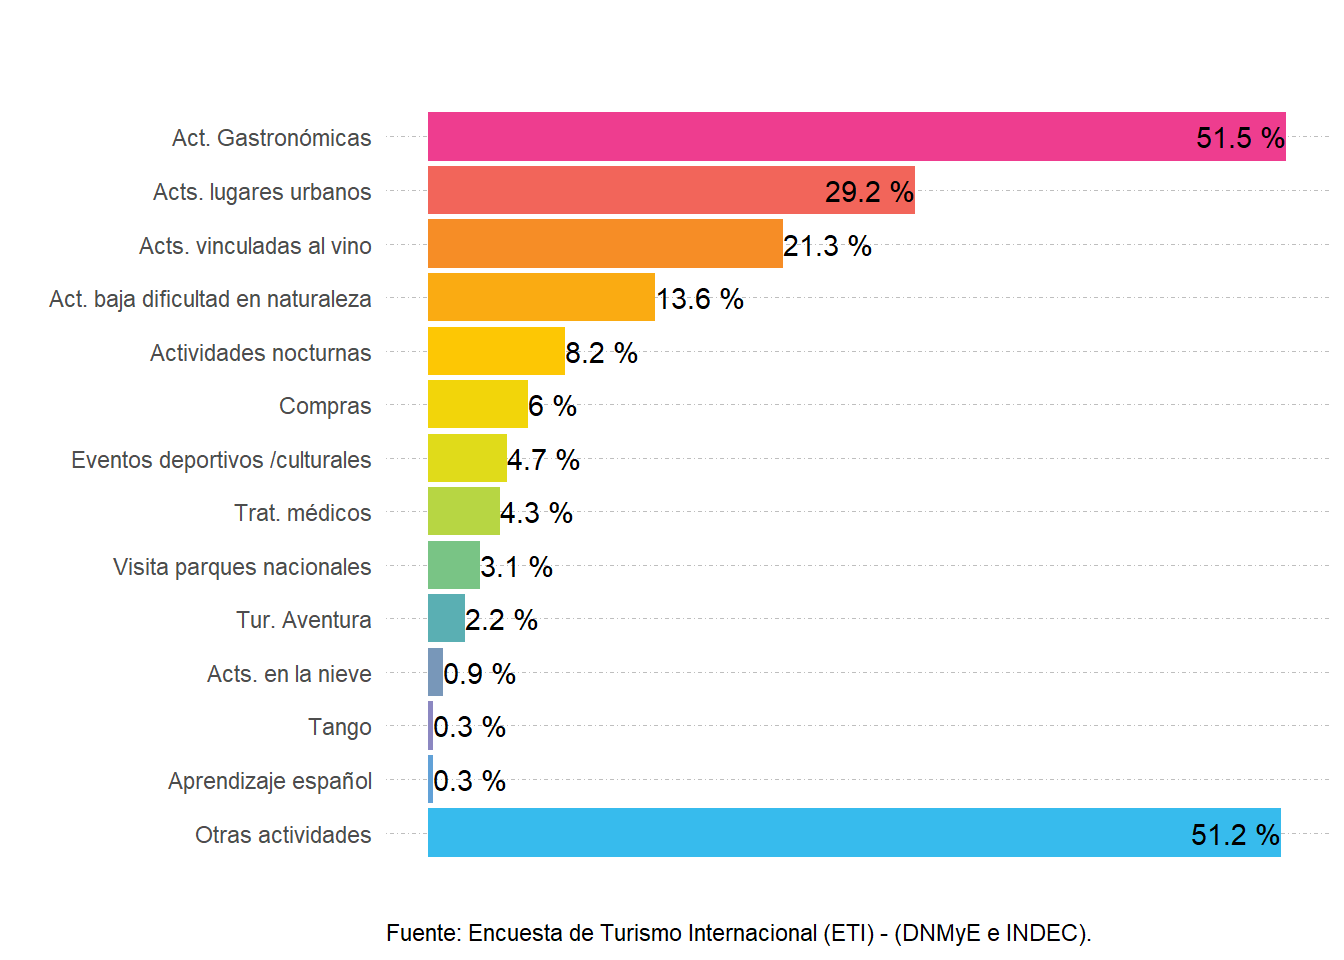 Act. Gastronómicas 51.5 %
Acts. lugares urbanos 29.2 %
Acts. vinculadas al vino 21.3 %
Act. baja dificultad en naturaleza 13.6 %
Actividades nocturnas 8.2 %
Compras 6 %
Eventos deportivos /culturales 4.7 %
Trat. médicos 4.3 %
Visita parques nacionales 3.1 %
Tur. Aventura 2.2 %
Acts. en la nieve 0.9 %
Tango 0.3 %
Aprendizaje español 0.3 %
Otras actividades 51.2 %
Fuente: Encuesta de Turismo Internacional (ETI) - (DNMyE e INDEC).